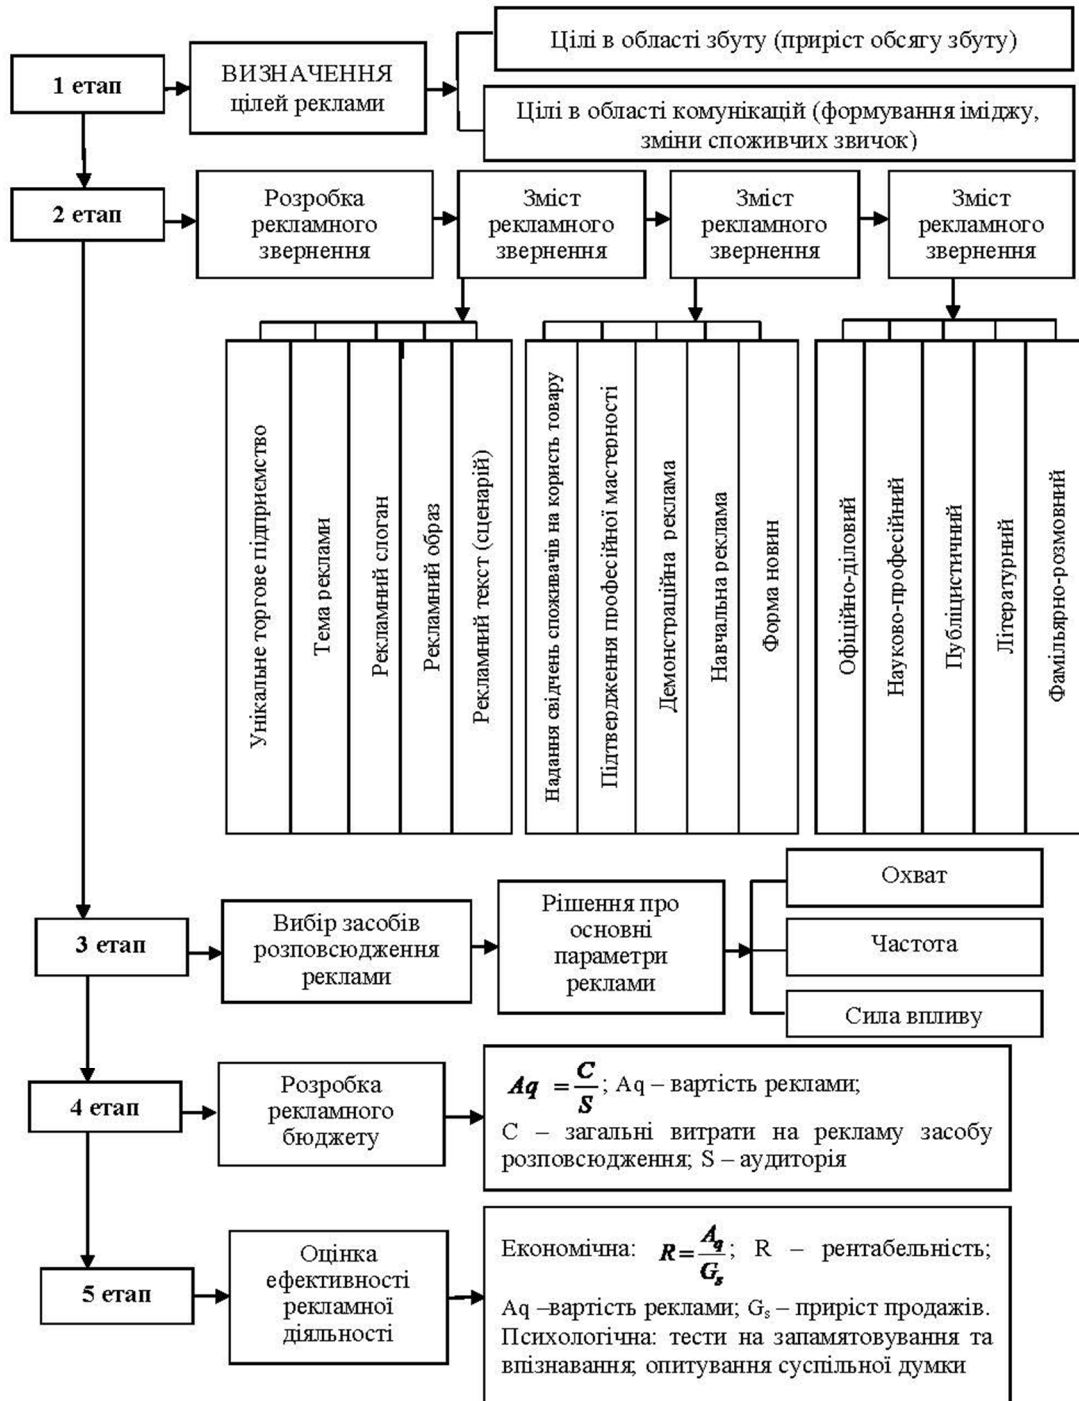 1 етап
ВИЗНАЧЕННЯ
цілей реклами
Цілі в області збуту (приріст обсягу збуту)
Цілі в області комунікацій (формування іміджу,
зміни споживчих звичок)
2 етап
Розробка
рекламного
звернення
Зміст
рекламного
звернення
Зміст
рекламного
звернення
Зміст
рекламного
звернення
Унікальне торгове підприємство
Тема реклами
Рекламний слоган
Рекламний образ
Рекламний текст (сценарій)
Надання свідчень споживачів на користь товару
Підтвердження професійної мастерності
Демонстраційна реклама
Навчальна реклама
Форма новин
Офіційно-діловий
Науково-професійний
Публіцистичний
Літературний
Фамільярно-розмовний
3 етап
Вибір засобів
розповсюдження
реклами
Рішення про
основні
параметри
реклами
Охват
Частота
Сила впливу
4 етап
Розробка
рекламного
бюджету
Aq = C/S; Aq – вартість реклами;
C – загальні витрати на рекламу засобу
розповсюдження; S – аудиторія
5 етап
Оцінка
ефективності
рекламної
діяльності
Економічна: R = A_q/G_s; R – рентабельність;
Aq –вартість реклами; G_s – приріст продажів.
Психологічна: тести на запамятовування та
впізнавання; опитування суспільної думки